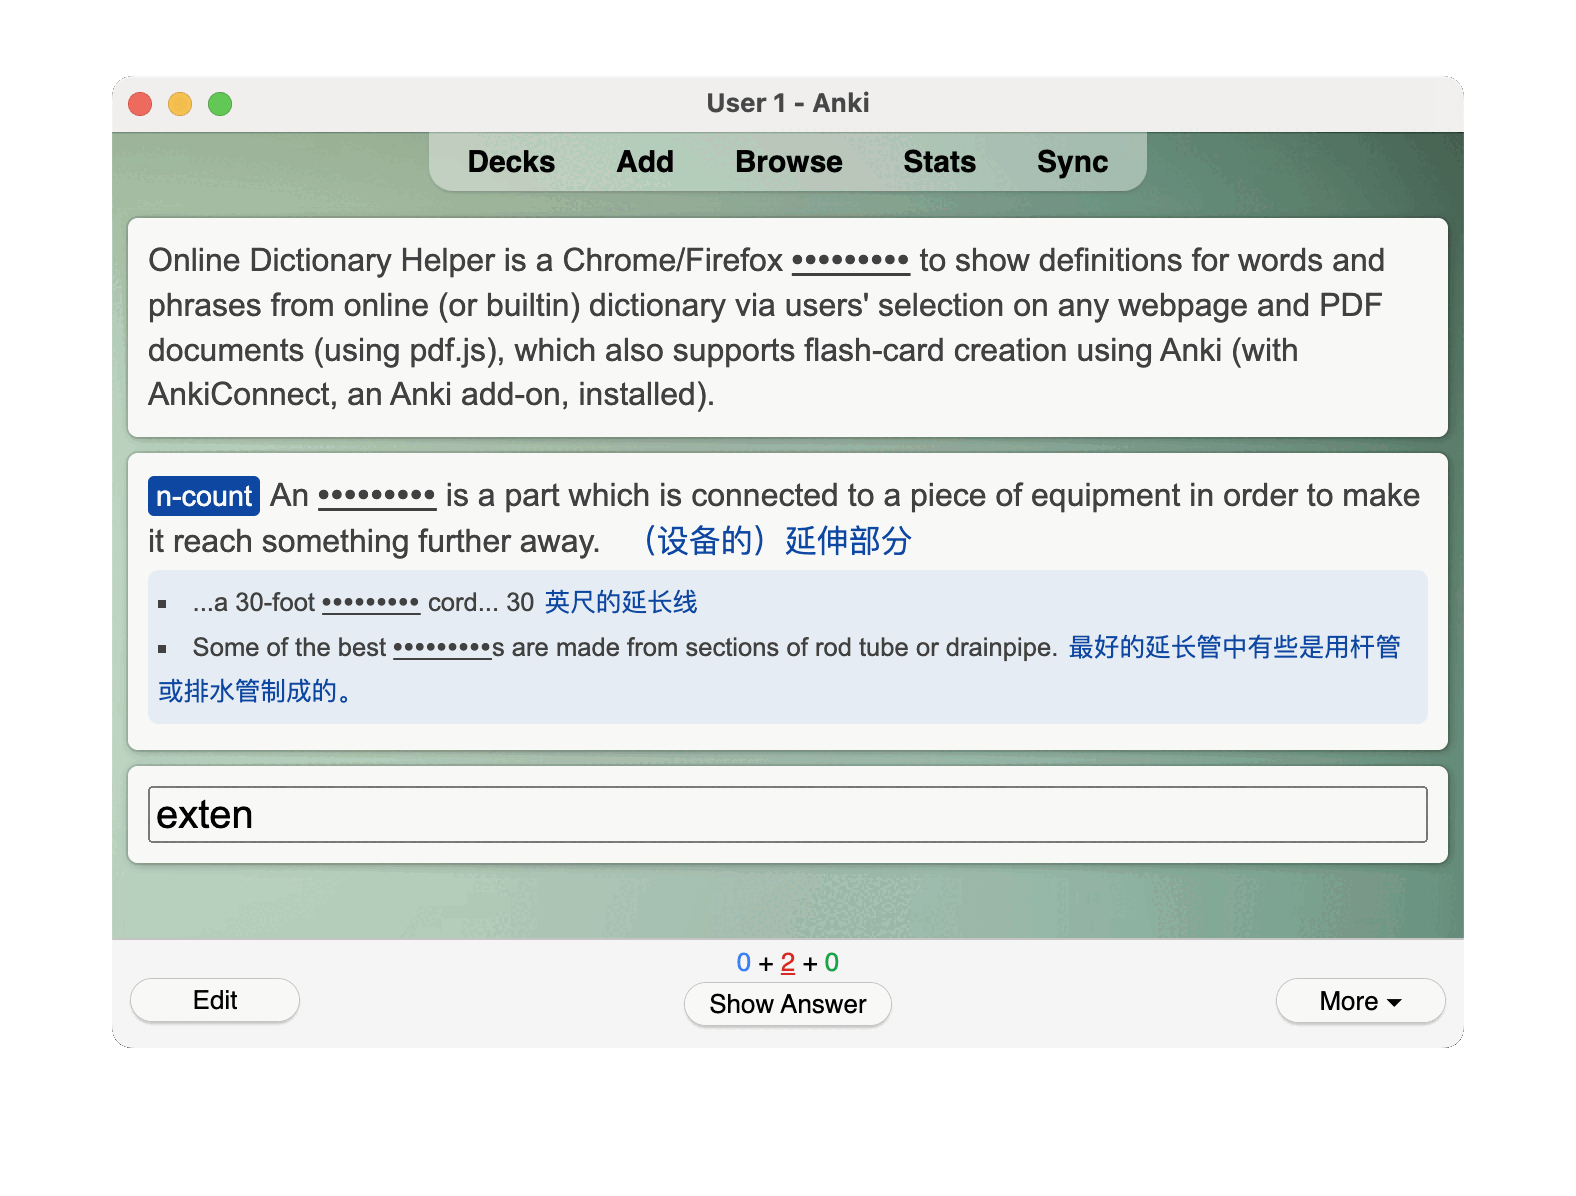 User 1 - Anki
Decks Add Browse Stats Sync
Online Dictionary Helper is a Chrome/Firefox ••••••••• to show definitions for words and
phrases from online (or builtin) dictionary via users' selection on any webpage and PDF
documents (using pdf.js), which also supports flash-card creation using Anki (with
AnkiConnect, an Anki add-on, installed).
n-count An ••••••••• is a part which is connected to a piece of equipment in order to make
it reach something further away. （设备的）延伸部分
▪ ...a 30-foot ••••••••• cord... 30 英尺的延长线
▪ Some of the best •••••••••s are made from sections of rod tube or drainpipe. 最好的延长管中有些是用杆管
或排水管制成的。
exten
0 + 2 + 0
Edit Show Answer More